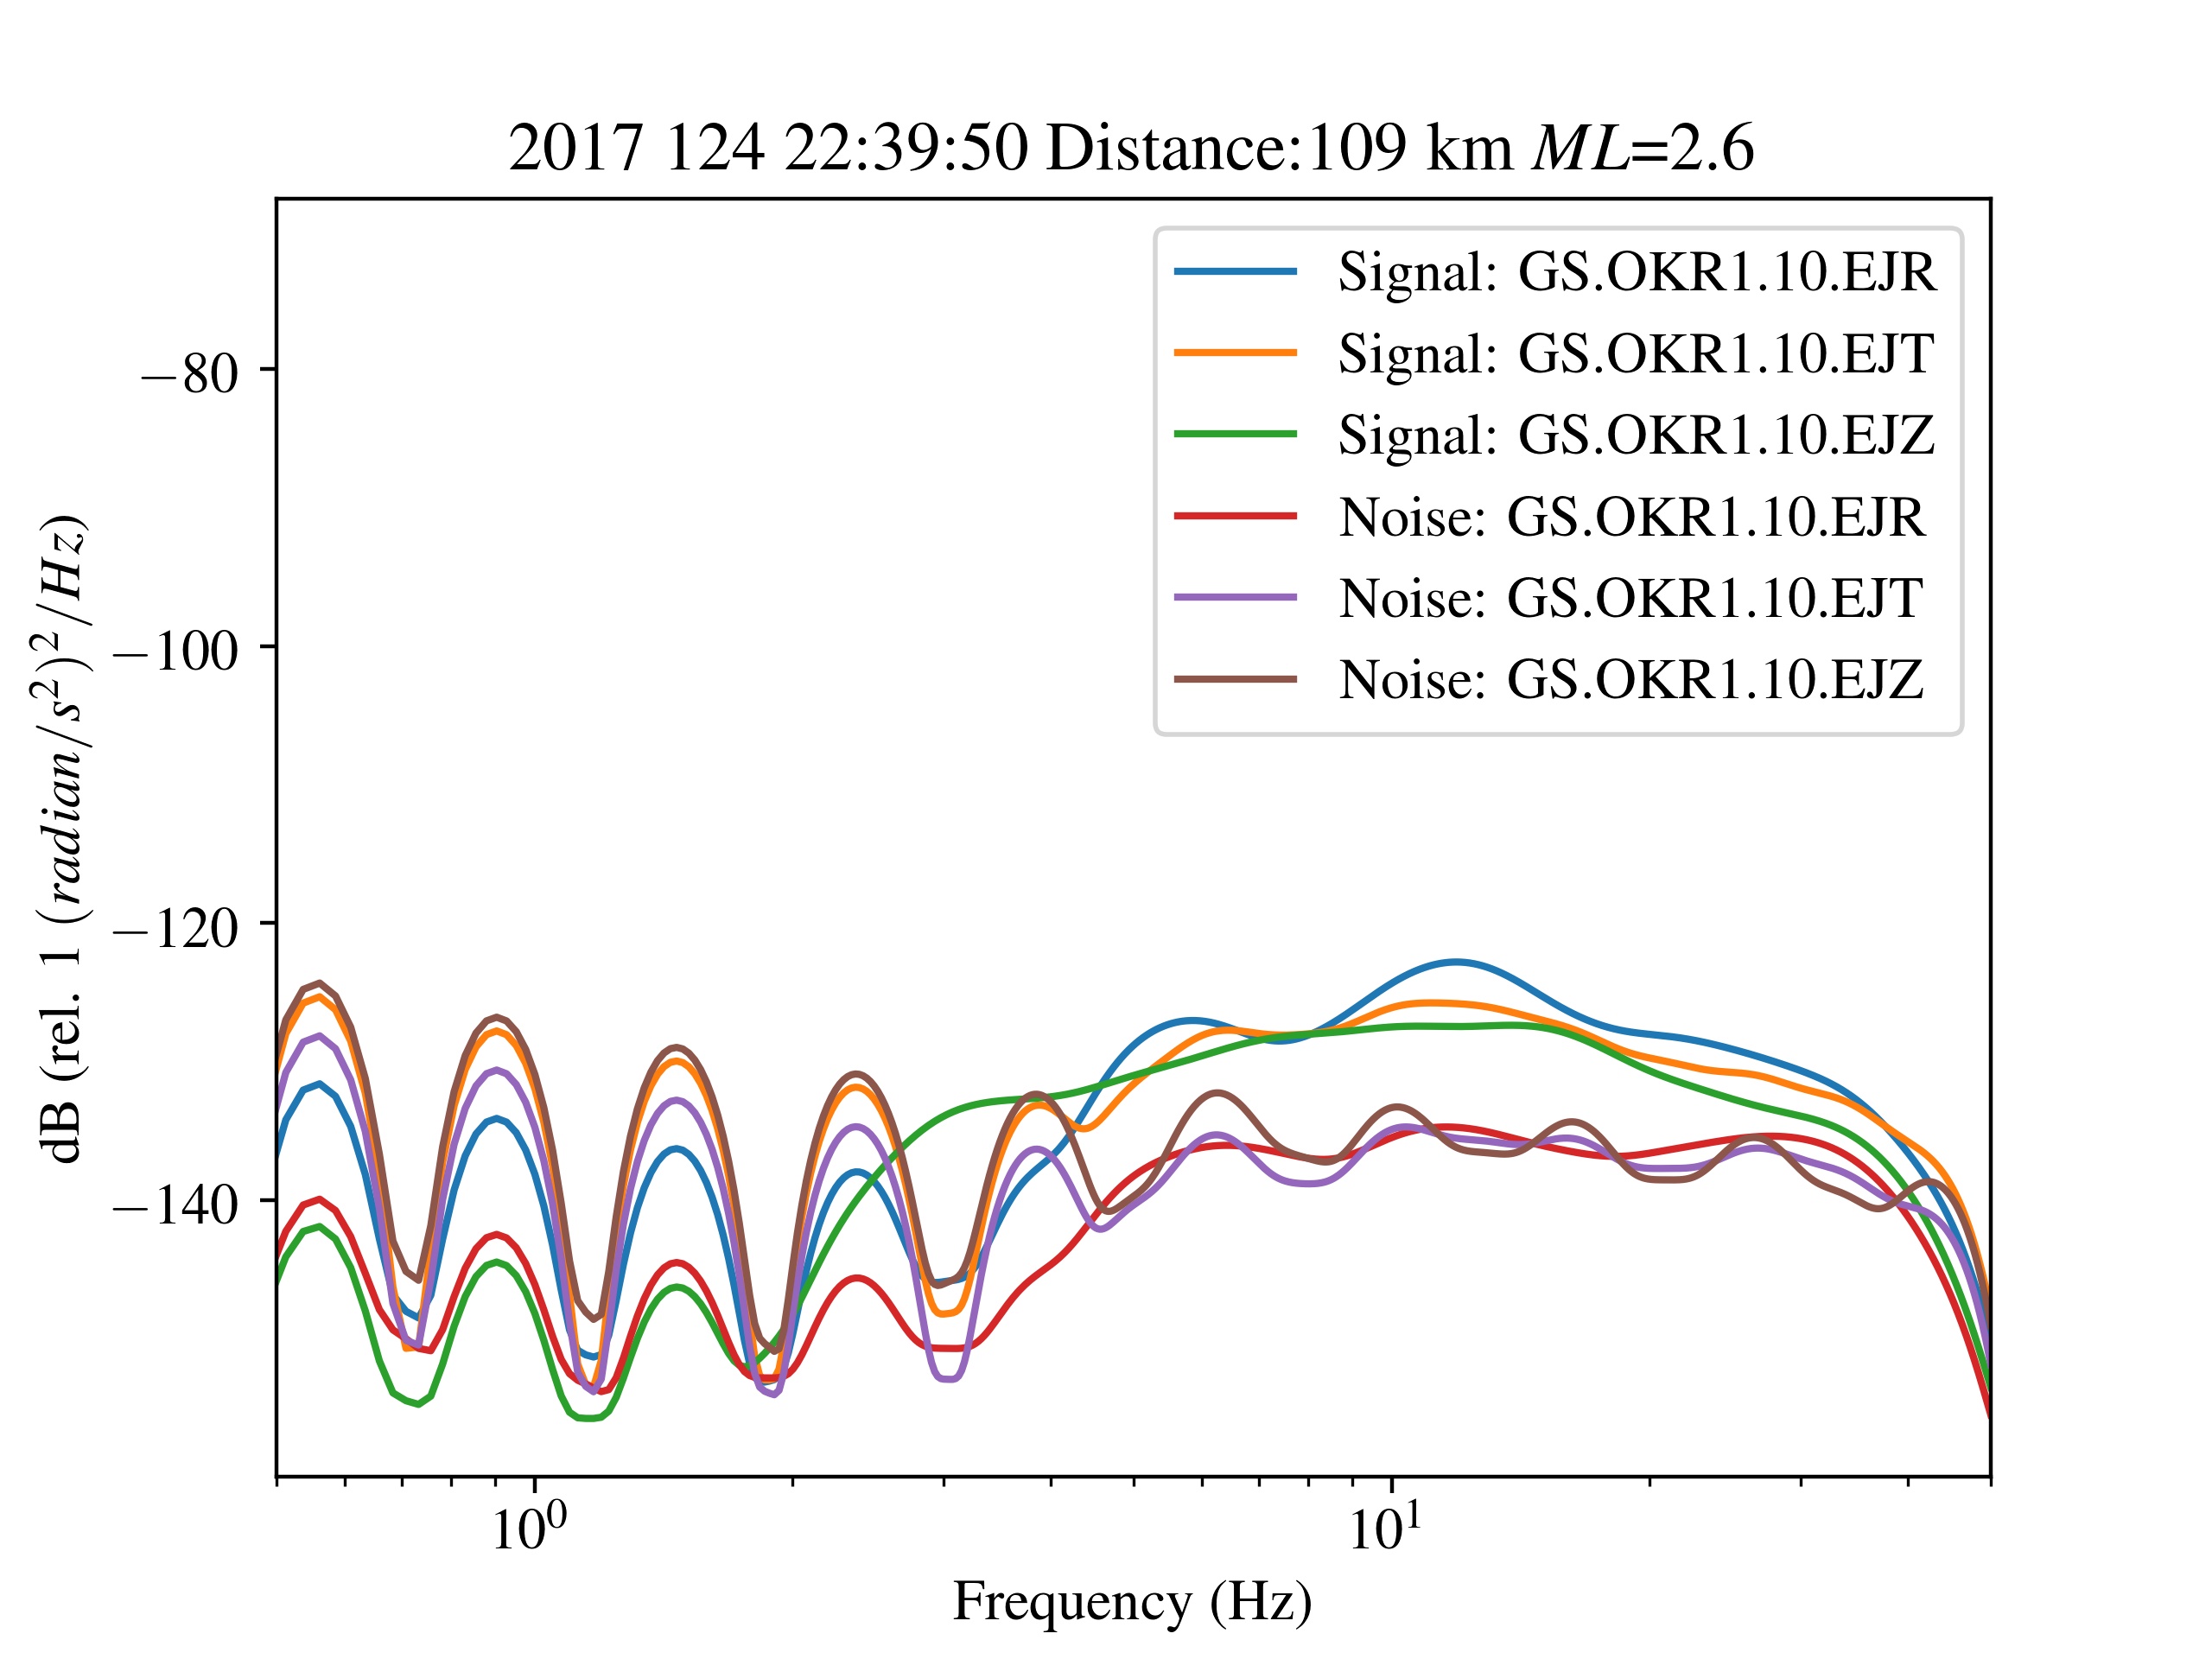 2017 124 22:39:50 Distance:109 km ML=2.6
Signal: GS.OKR1.10.EJR
Signal: GS.OKR1.10.EJT
Signal: GS.OKR1.10.EJZ
Noise: GS.OKR1.10.EJR
Noise: GS.OKR1.10.EJT
Noise: GS.OKR1.10.EJZ
−80
−100
−120
−140
dB (rel. 1 (radian/s²)²/Hz)
10⁰
10¹
Frequency (Hz)